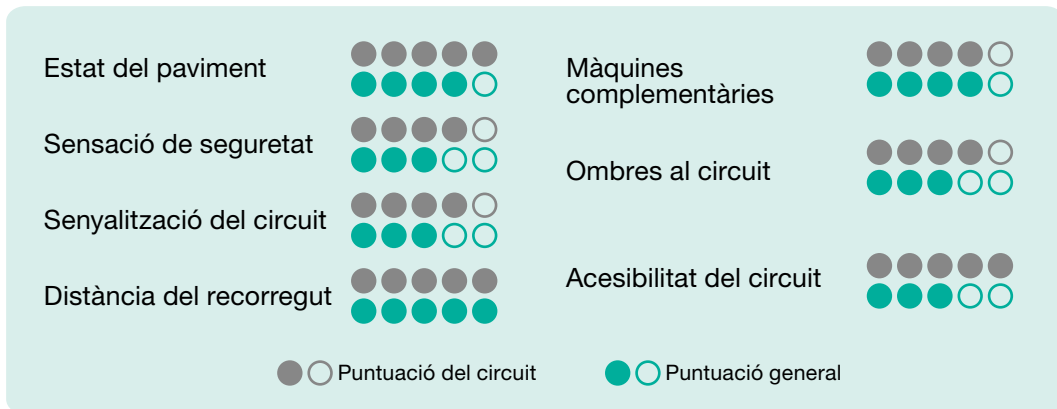 Estat del paviment
Sensació de seguretat
Senyalització del circuit
Distància del recorregut
Màquines
complementàries
Ombres al circuit
Acesibilitat del circuit
Puntuació del circuit
Puntuació general